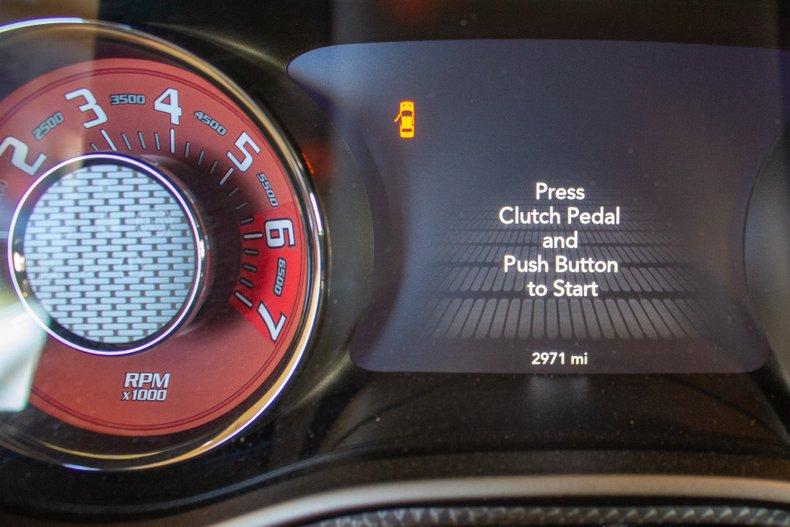 2
2500
3
3500
4
4500
5
5500
6
6500
7
RPM
x1000
Press
Clutch Pedal
and
Push Button
to Start
2971 mi